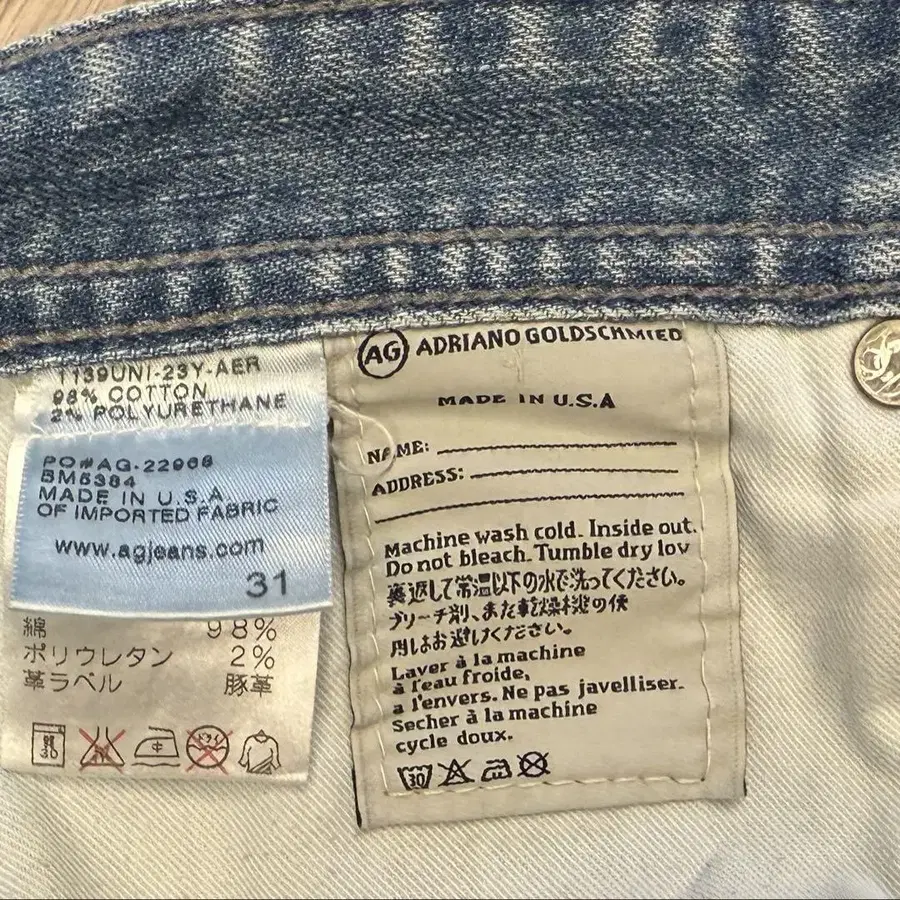 1139UNI-23Y-AER
98% COTTON
2% POLYURETHANE
PO#AG-22968
BM5384
MADE IN U.S.A
OF IMPORTED FABRIC
www.agjeans.com
31
綿 98%
ポリウレタン 2%
革ラベル 豚革
AG ADRIANO GOLDSCHMIED
MADE IN U.S.A
NAME:
ADDRESS:
Machine wash cold. Inside out.
Do not bleach. Tumble dry low
裏返して常温以下の水で洗ってください。
ブリーチ剤、また乾燥機の使
用はお避けください。
Laver à la machine
à l'eau froide,
a l'envers. Ne pas javelliser.
Secher à la machine
cycle doux.
30